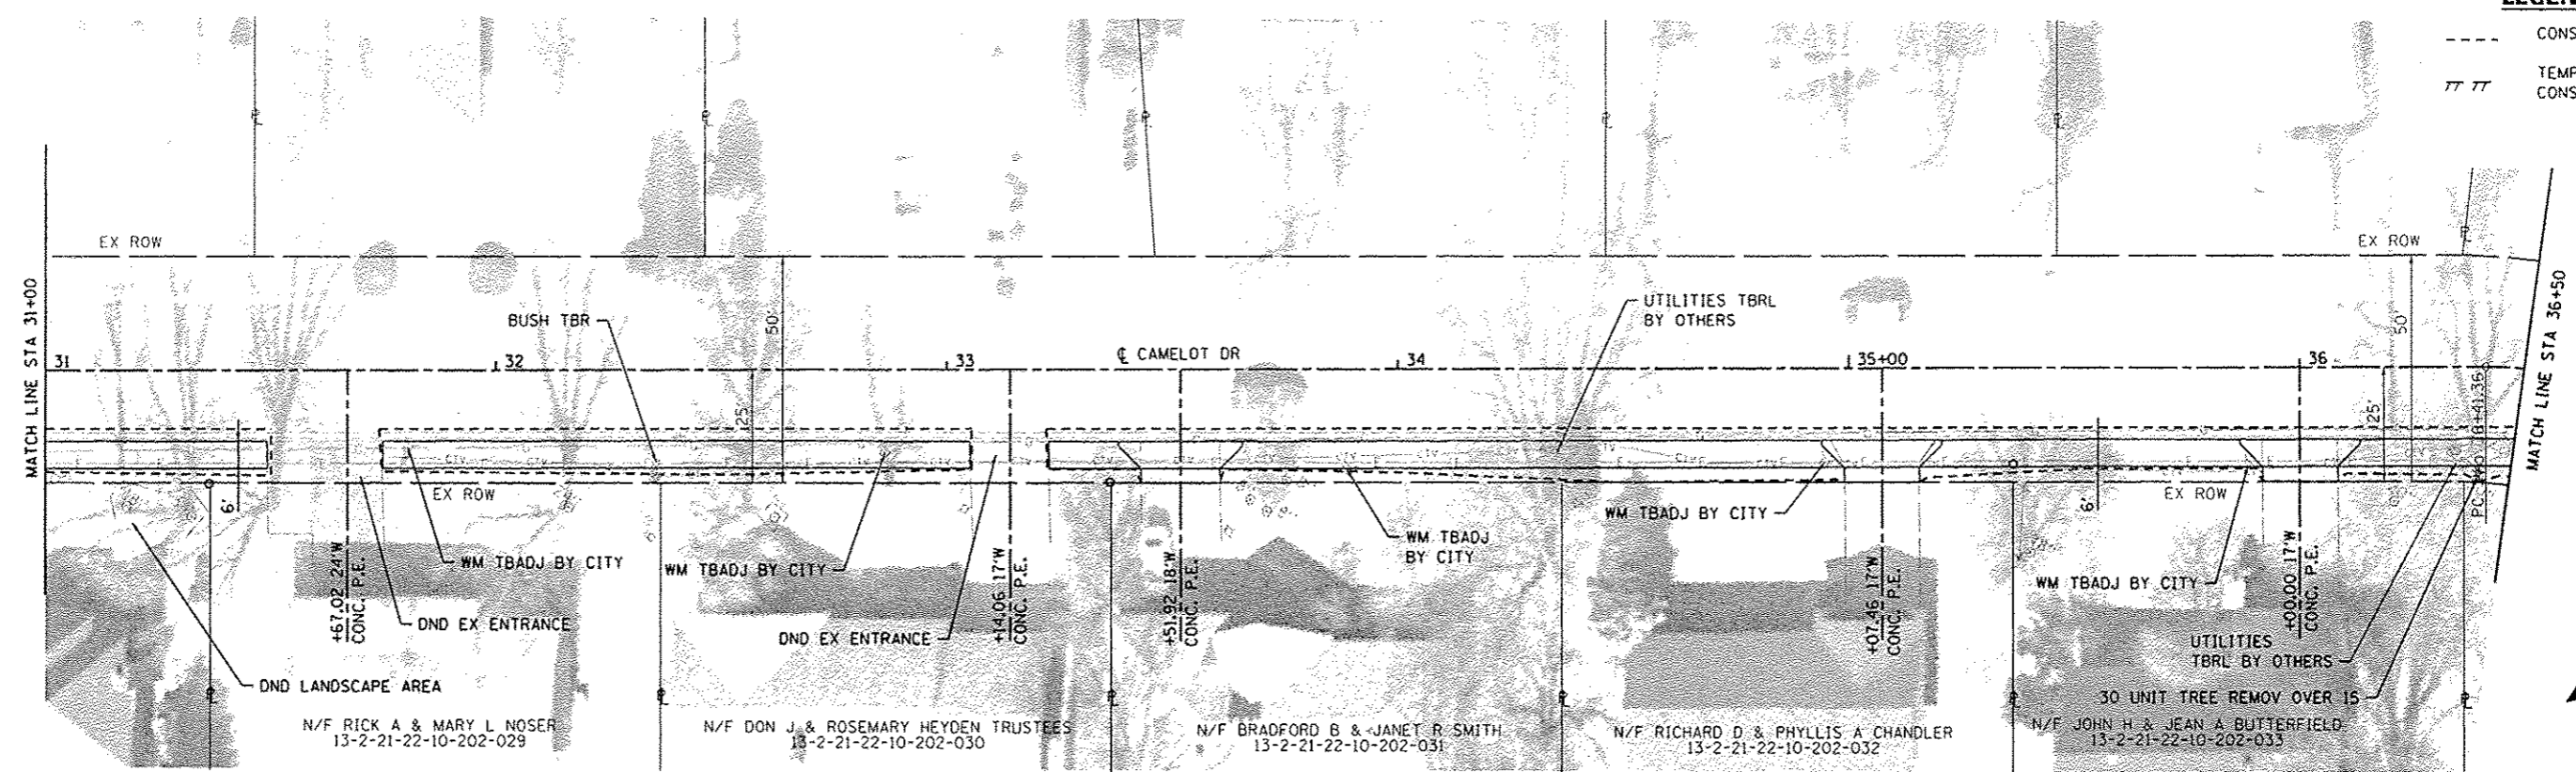 LEGEN
CONS
TEMP
CONS
EX ROW
EX ROW
MATCH LINE STA 31+00
MATCH LINE STA 36+50
BUSH TBR
50'
UTILITIES TBRL
BY OTHERS
50'
31
32
33
℄ CAMELOT DR
34
35+00
36
25'
25'
6'
EX ROW
6'
EX ROW
WM TBADJ BY CITY
WM TBADJ BY CITY
WM TBADJ
BY CITY
WM TBADJ BY CITY
WM TBADJ BY CITY
+67.02 24'W
CONC. P.E.
+14.06 17'W
CONC. P.E.
+51.92 18'W
CONC. P.E.
+07.46 17'W
CONC. P.E.
+00.00 17'W
CONC. P.E.
DND EX ENTRANCE
DND EX ENTRANCE
UTILITIES
TBRL BY OTHERS
DND LANDSCAPE AREA
30 UNIT TREE REMOV OVER 15
N/F RICK A & MARY L NOSER
13-2-21-22-10-202-029
N/F DON J & ROSEMARY HEYDEN TRUSTEES
13-2-21-22-10-202-030
N/F BRADFORD B & JANET R SMITH
13-2-21-22-10-202-031
N/F RICHARD D & PHYLLIS A CHANDLER
13-2-21-22-10-202-032
N/F JOHN H & JEAN A BUTTERFIELD
13-2-21-22-10-202-033